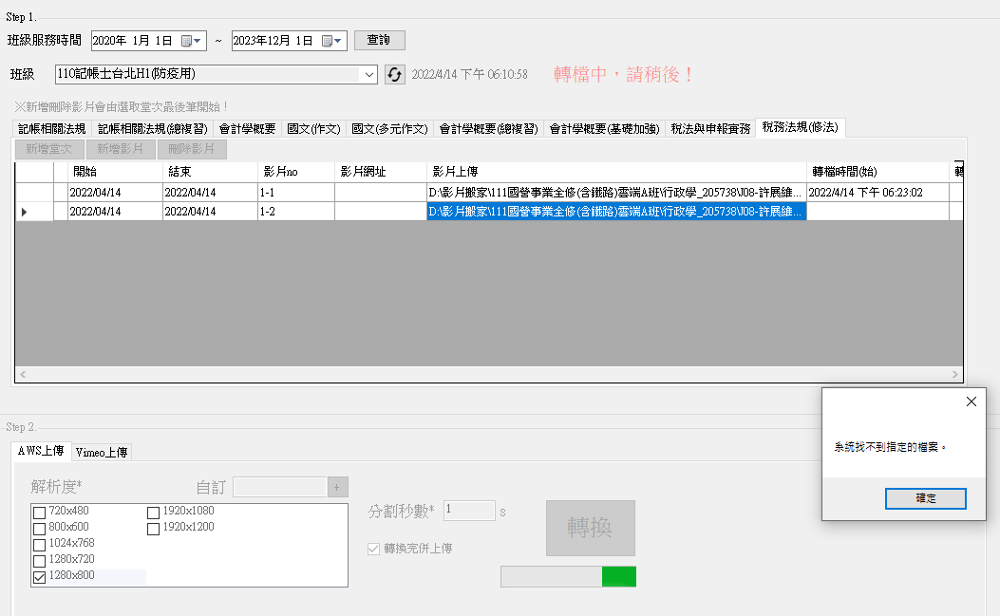 Step 1.
班級服務時間 2020年 1月 1日 ~ 2023年12月 1日 查詢
班級 110記帳士台北H1(防疫用) 2022/4/14 下午 06:10:58 轉檔中，請稍後！
※新增刪除影片會由選取堂次最後筆開始！
記帳相關法規 記帳相關法規(總複習) 會計學概要 國文(作文) 國文(多元作文) 會計學概要(總複習) 會計學概要(基礎加強) 稅法與申報實務 稅務法規(修法)
新增堂次 新增影片 刪除影片
開始 結束 影片no 影片網址 影片上傳 轉檔時間(始) 轉
2022/04/14 2022/04/14 1-1 D:\影片搬家\111國營事業全修(含鐵路)雲端A班\行政學_205738\J08-許展維... 2022/4/14 下午 06:23:02
2022/04/14 2022/04/14 1-2 D:\影片搬家\111國營事業全修(含鐵路)雲端A班\行政學_205738\J08-許展維...
系統找不到指定的檔案。
確定
Step 2.
AWS上傳 Vimeo上傳
解析度* 自訂 +
720x480 1920x1080
800x600 1920x1200
1024x768
1280x720
1280x800
分割秒數* 1 s
轉換完併上傳
轉換